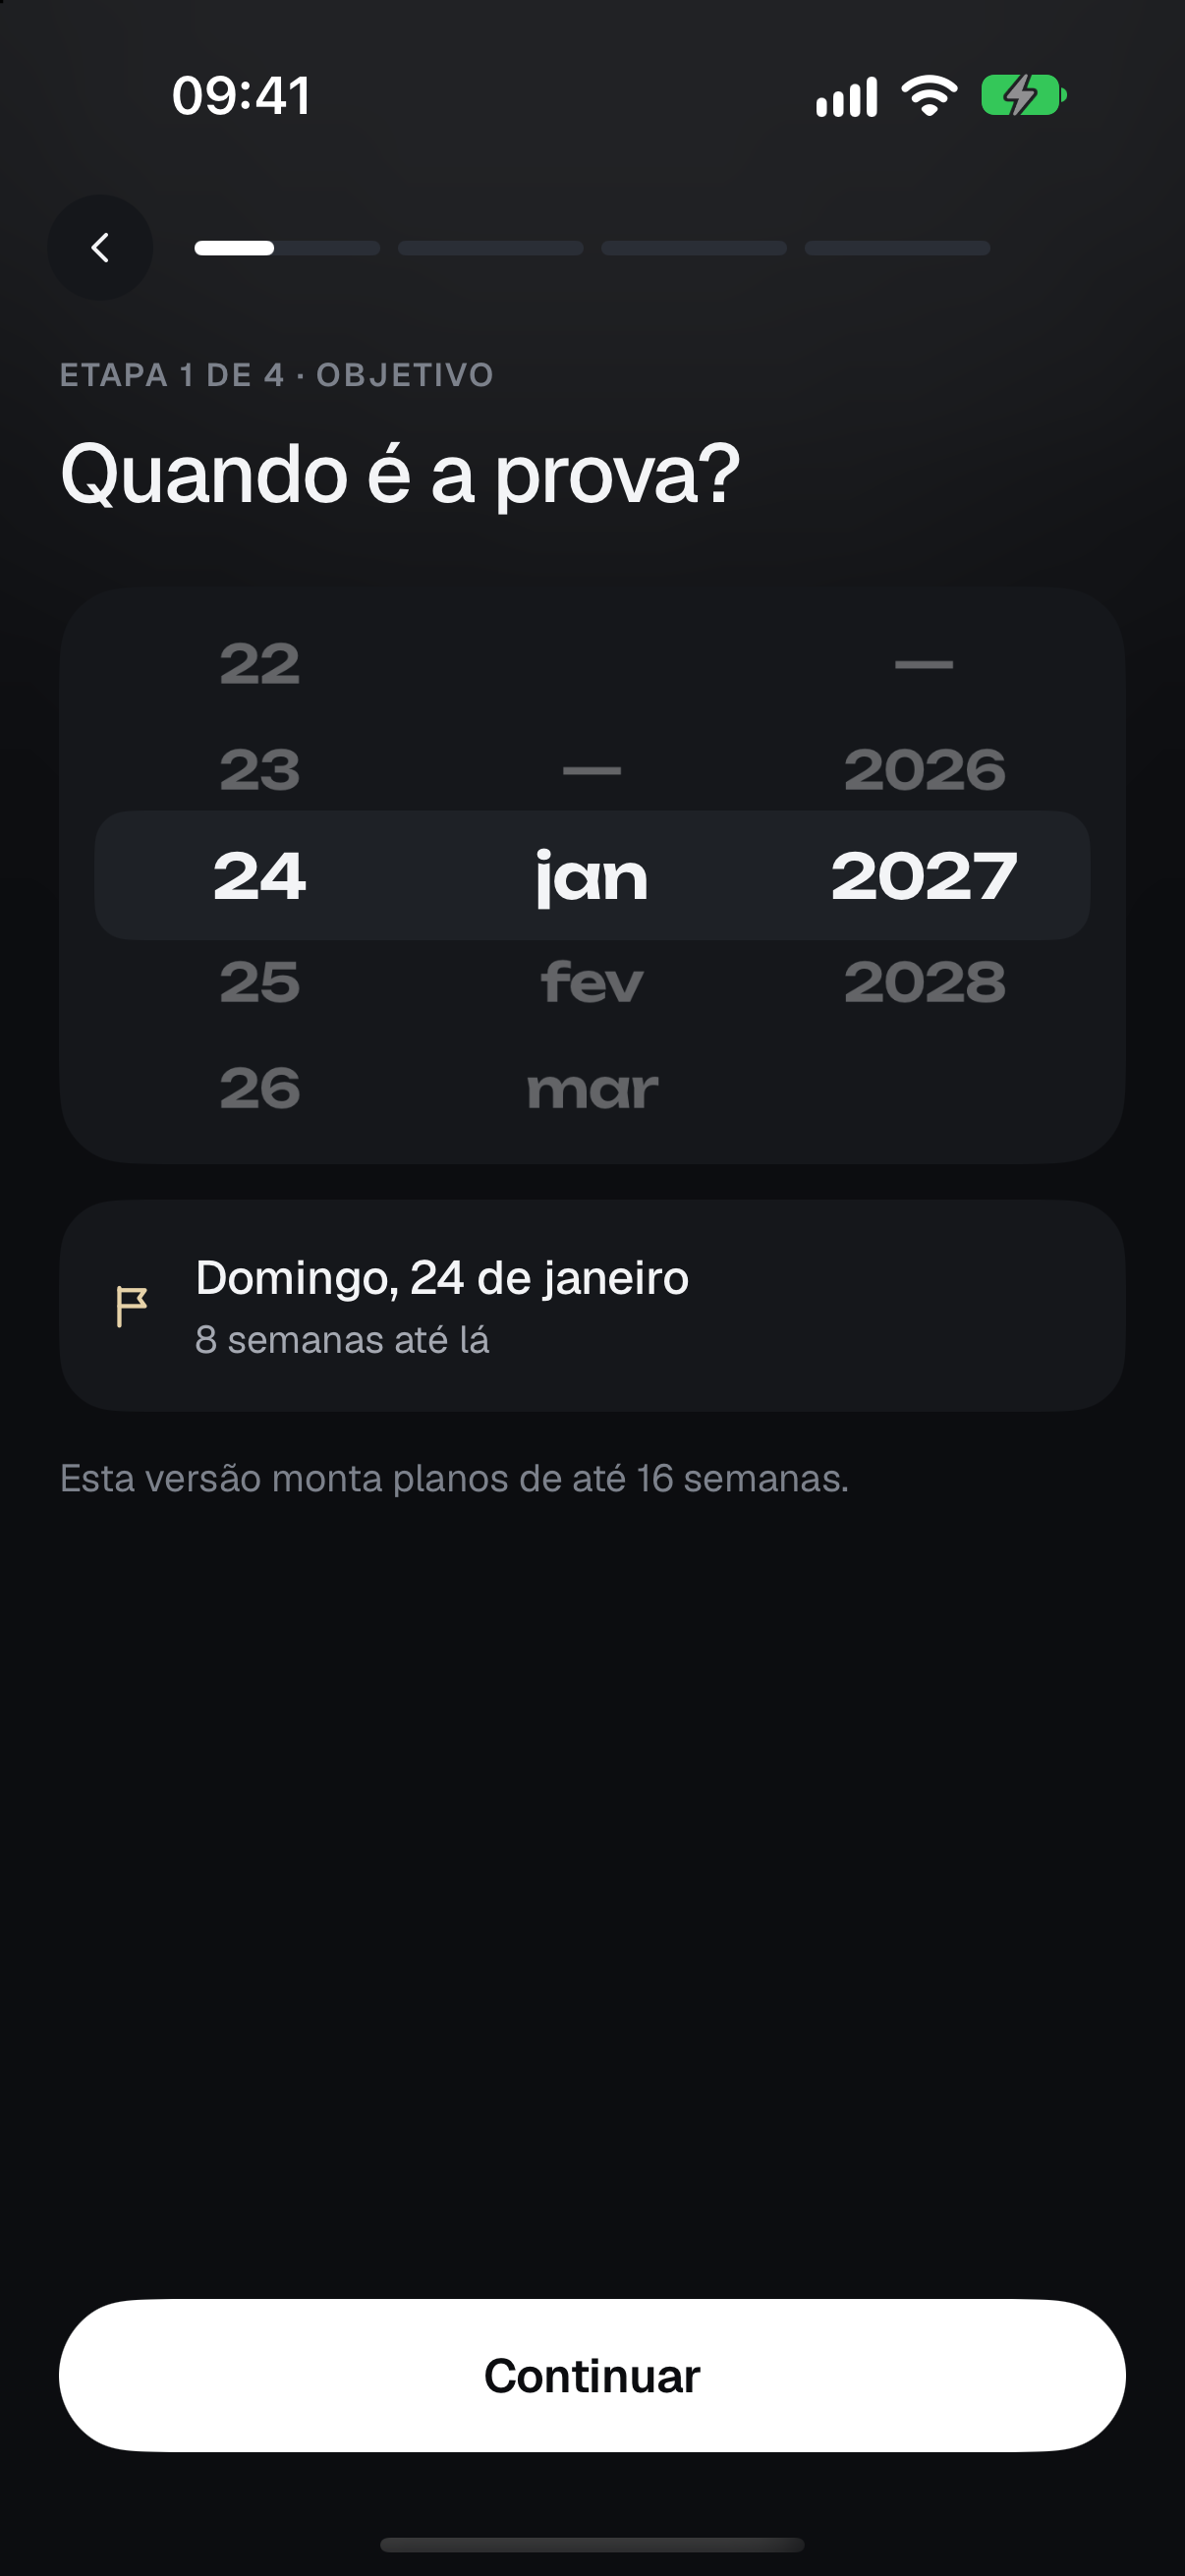 09:41
ETAPA 1 DE 4 · OBJETIVO
Quando é a prova?
22 —
23 — 2026
24 jan 2027
25 fev 2028
26 mar
Domingo, 24 de janeiro
8 semanas até lá
Esta versão monta planos de até 16 semanas.
Continuar